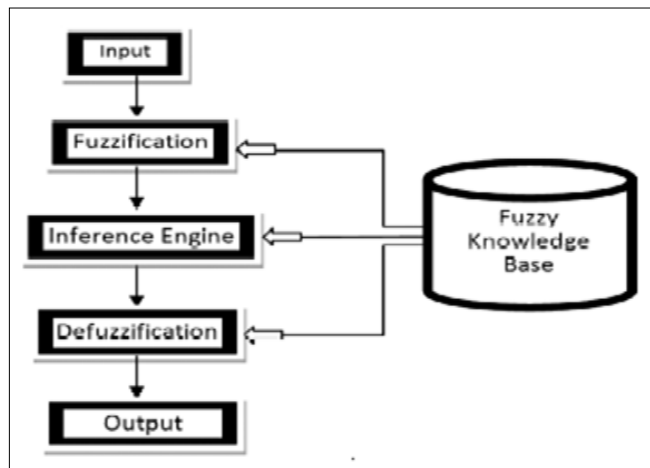 Input
Fuzzification
Inference Engine
Defuzzification
Output
Fuzzy
Knowledge
Base